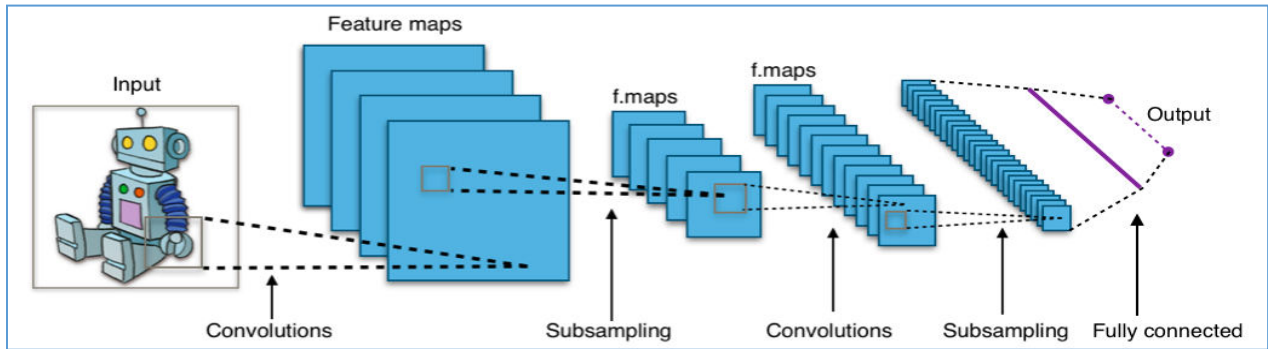 Feature maps
Input
f.maps
f.maps
Output
Convolutions
Subsampling
Convolutions
Subsampling
Fully connected